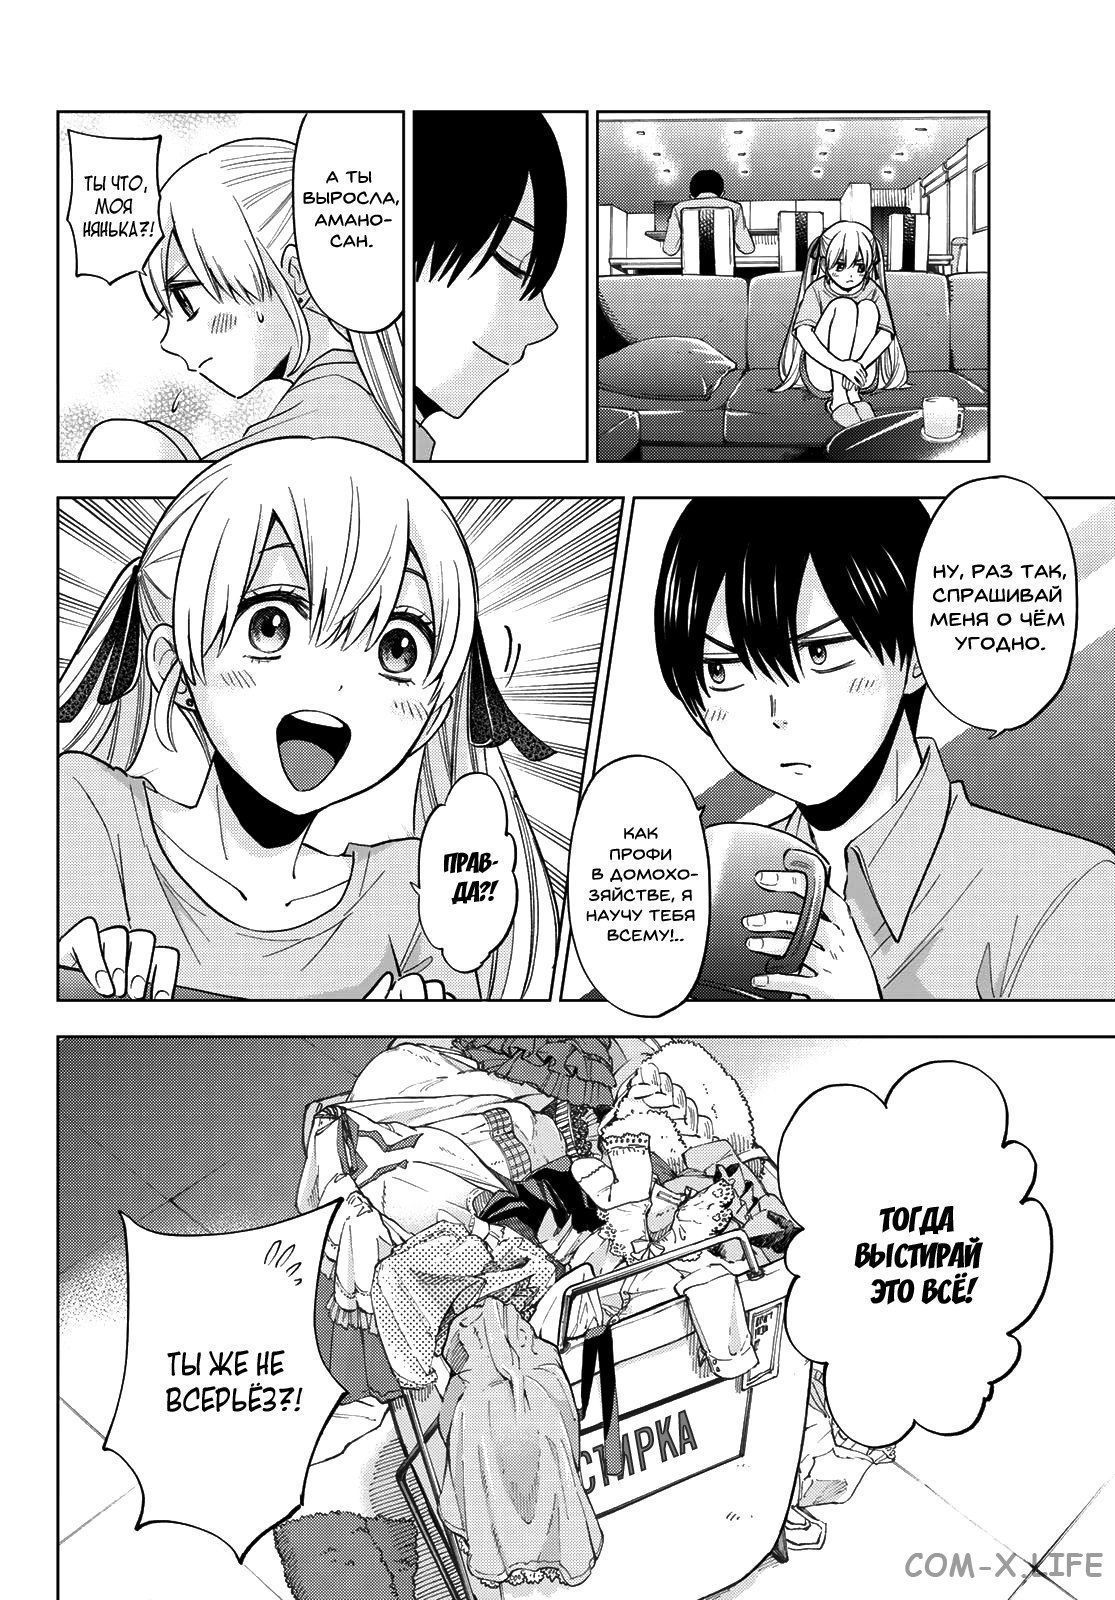 А ТЫ
ВЫРОСЛА,
АМАНО-
САН.
ТЫ ЧТО,
МОЯ
НЯНЬКА?!
НУ, РАЗ ТАК,
СПРАШИВАЙ
МЕНЯ О ЧЁМ
УГОДНО.
КАК
ПРОФИ
В ДОМОХО-
ЗЯЙСТВЕ, Я
НАУЧУ ТЕБЯ
ВСЕМУ!..
ПРАВ-
ДА?!
ТОГДА
ВЫСТИРАЙ
ЭТО ВСЁ!
ТЫ ЖЕ НЕ
ВСЕРЬЁЗ?!
СТИРКА
COM-X.LIFE